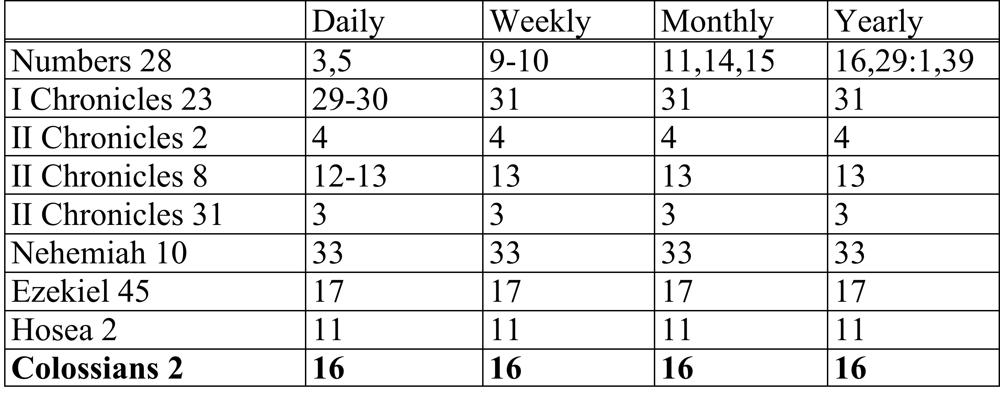 Daily Weekly Monthly Yearly
Numbers 28 3,5 9-10 11,14,15 16,29:1,39
I Chronicles 23 29-30 31 31 31
II Chronicles 2 4 4 4 4
II Chronicles 8 12-13 13 13 13
II Chronicles 31 3 3 3 3
Nehemiah 10 33 33 33 33
Ezekiel 45 17 17 17 17
Hosea 2 11 11 11 11
Colossians 2 16 16 16 16